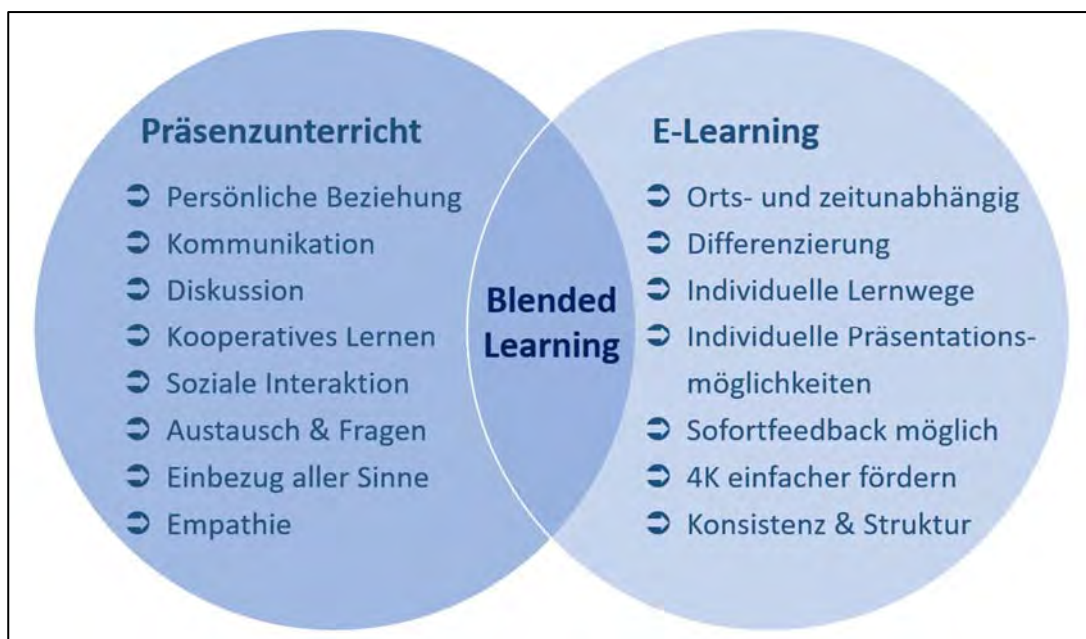 Präsenzunterricht
➲ Persönliche Beziehung
➲ Kommunikation
➲ Diskussion
➲ Kooperatives Lernen
➲ Soziale Interaktion
➲ Austausch & Fragen
➲ Einbezug aller Sinne
➲ Empathie
Blended
Learning
E-Learning
➲ Orts- und zeitunabhängig
➲ Differenzierung
➲ Individuelle Lernwege
➲ Individuelle Präsentations-
möglichkeiten
➲ Sofortfeedback möglich
➲ 4K einfacher fördern
➲ Konsistenz & Struktur